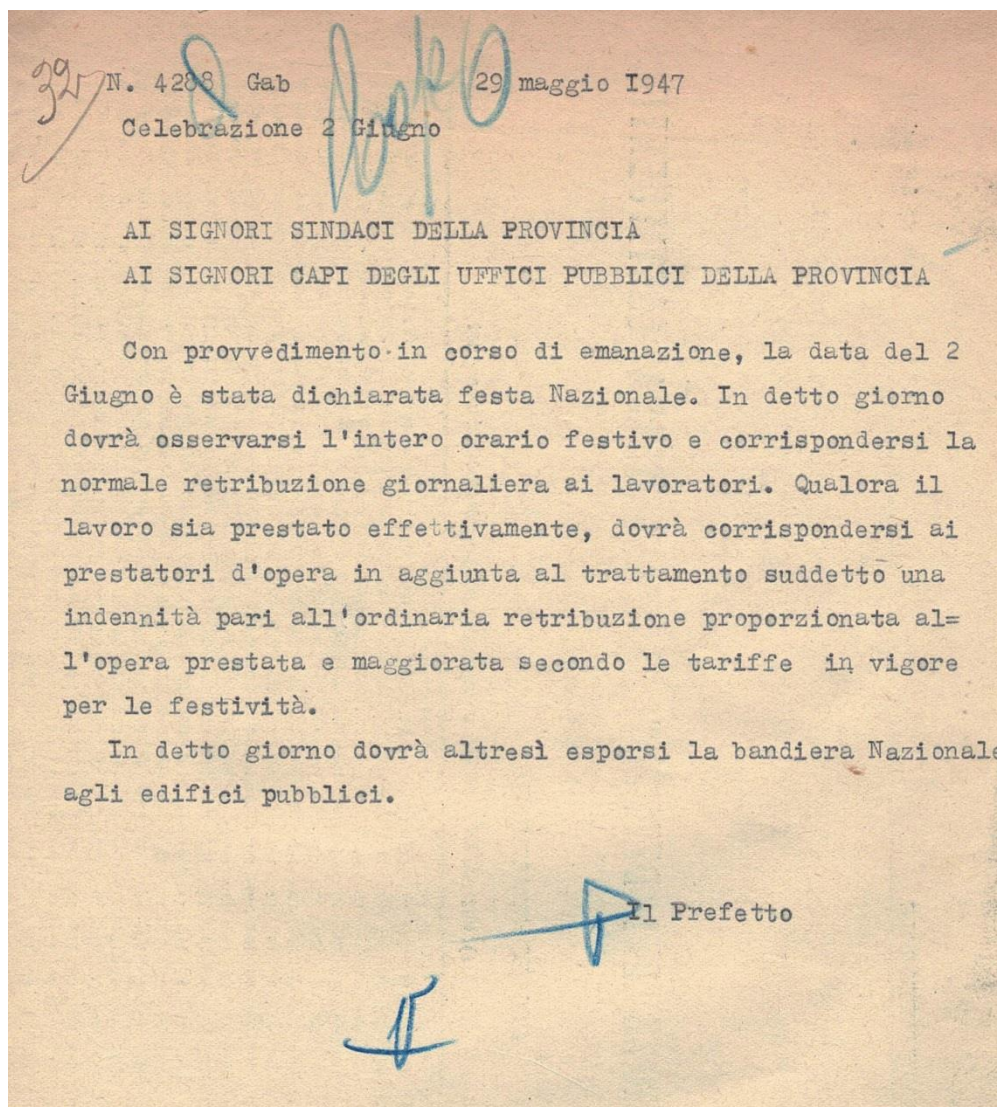 N. 4288 Gab 29 maggio I947
Celebrazione 2 Giugno
AI SIGNORI SINDACI DELLA PROVINCIA
AI SIGNORI CAPI DEGLI UFFICI PUBBLICI DELLA PROVINCIA
Con provvedimento in corso di emanazione, la data del 2
Giugno è stata dichiarata festa Nazionale. In detto giorno
dovrà osservarsi l'intero orario festivo e corrispondersi la
normale retribuzione giornaliera ai lavoratori. Qualora il
lavoro sia prestato effettivamente, dovrà corrispondersi ai
prestatori d'opera in aggiunta al trattamento suddetto una
indennità pari all'ordinaria retribuzione proporzionata al=
l'opera prestata e maggiorata secondo le tariffe in vigore
per le festività.
In detto giorno dovrà altresì esporsi la bandiera Nazionale
agli edifici pubblici.
Il Prefetto